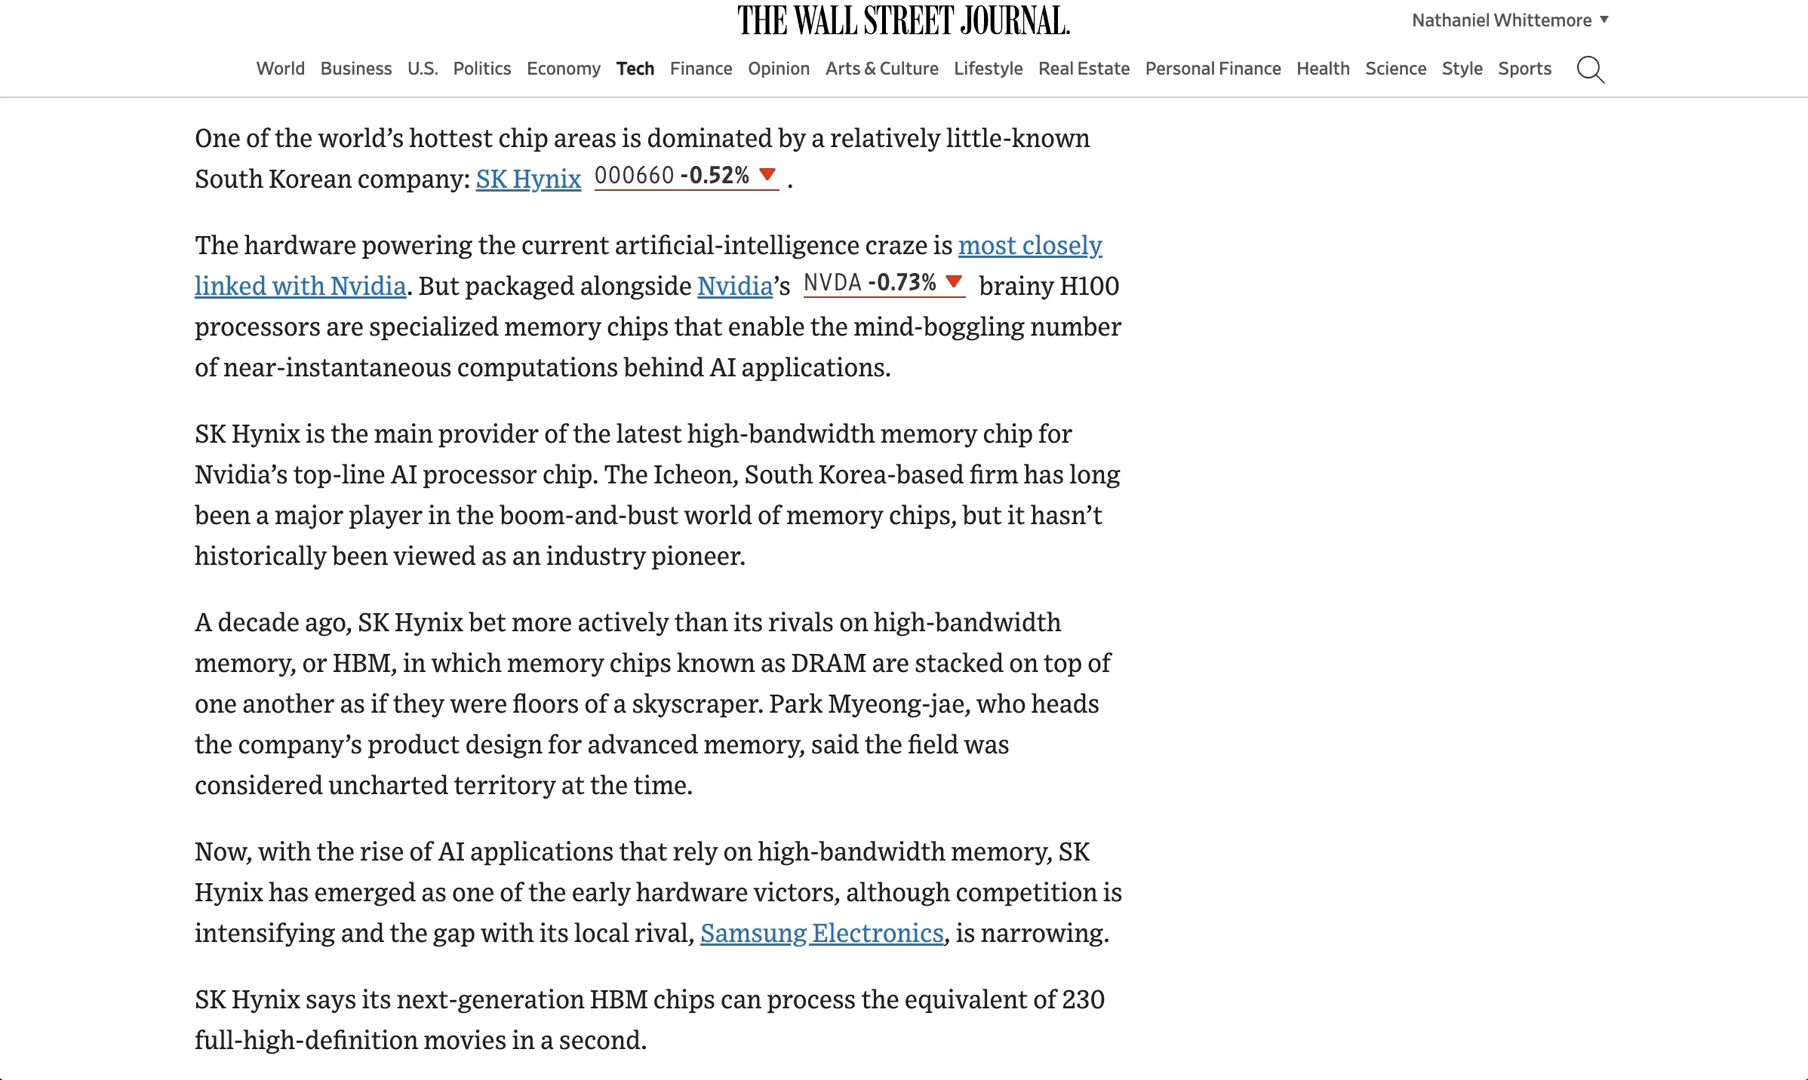 THE WALL STREET JOURNAL.
Nathaniel Whittemore ▼
World Business U.S. Politics Economy Tech Finance Opinion Arts & Culture Lifestyle Real Estate Personal Finance Health Science Style Sports
One of the world’s hottest chip areas is dominated by a relatively little-known
South Korean company: SK Hynix 000660 -0.52% ▼ .
The hardware powering the current artificial-intelligence craze is most closely
linked with Nvidia. But packaged alongside Nvidia’s NVDA -0.73% ▼ brainy H100
processors are specialized memory chips that enable the mind-boggling number
of near-instantaneous computations behind AI applications.
SK Hynix is the main provider of the latest high-bandwidth memory chip for
Nvidia’s top-line AI processor chip. The Icheon, South Korea-based firm has long
been a major player in the boom-and-bust world of memory chips, but it hasn’t
historically been viewed as an industry pioneer.
A decade ago, SK Hynix bet more actively than its rivals on high-bandwidth
memory, or HBM, in which memory chips known as DRAM are stacked on top of
one another as if they were floors of a skyscraper. Park Myeong-jae, who heads
the company’s product design for advanced memory, said the field was
considered uncharted territory at the time.
Now, with the rise of AI applications that rely on high-bandwidth memory, SK
Hynix has emerged as one of the early hardware victors, although competition is
intensifying and the gap with its local rival, Samsung Electronics, is narrowing.
SK Hynix says its next-generation HBM chips can process the equivalent of 230
full-high-definition movies in a second.